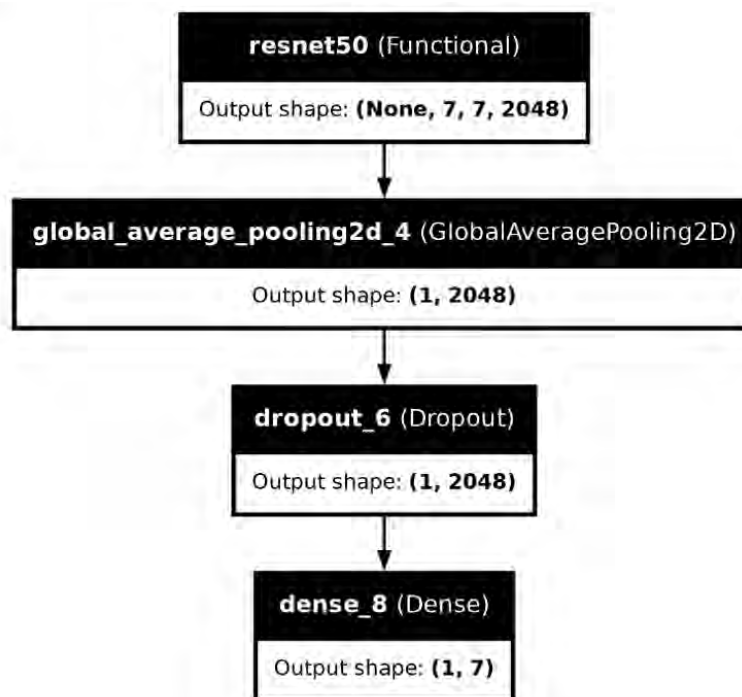 resnet50 (Functional)
Output shape: (None, 7, 7, 2048)
global_average_pooling2d_4 (GlobalAveragePooling2D)
Output shape: (1, 2048)
dropout_6 (Dropout)
Output shape: (1, 2048)
dense_8 (Dense)
Output shape: (1, 7)